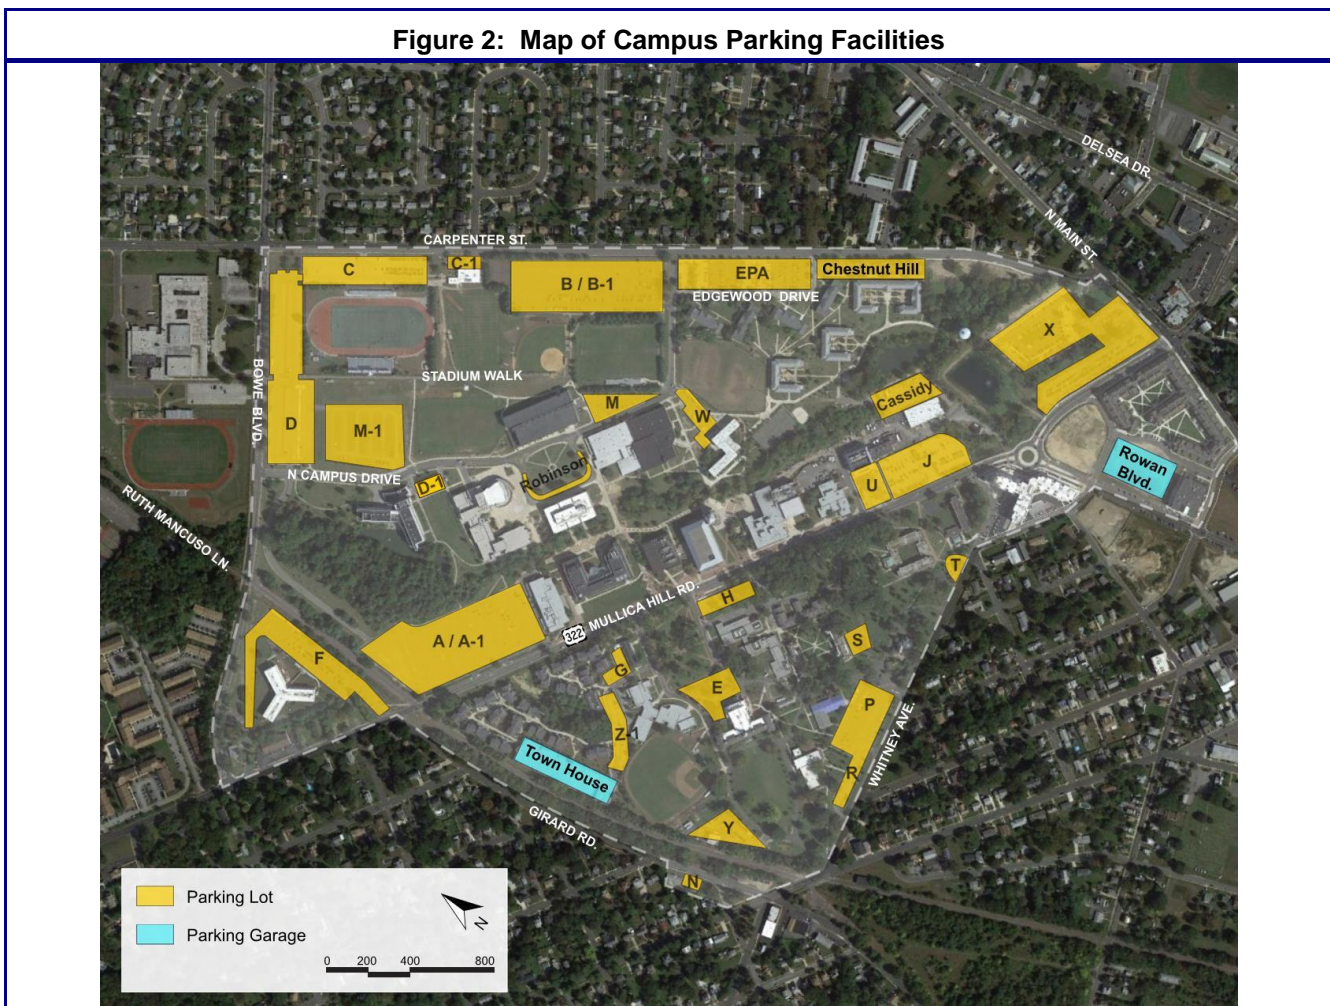 Figure 2:  Map of Campus Parking Facilities
DELSEA DR.
N MAIN ST.
CARPENTER ST.
C
C-1
B / B-1
EPA
Chestnut Hill
EDGEWOOD DRIVE
X
BOWE BLVD.
STADIUM WALK
M
Cassidy
W
D
M-1
Robinson
J
Rowan
Blvd.
N CAMPUS DRIVE
D-1
U
RUTH MANCUSO LN.
T
H
MULLICA HILL RD.
322
A / A-1
S
F
G
E
P
Z-1
WHITNEY AVE.
Town House
R
GIRARD RD.
Y
N
Parking Lot
Parking Garage
N
0 200 400 800